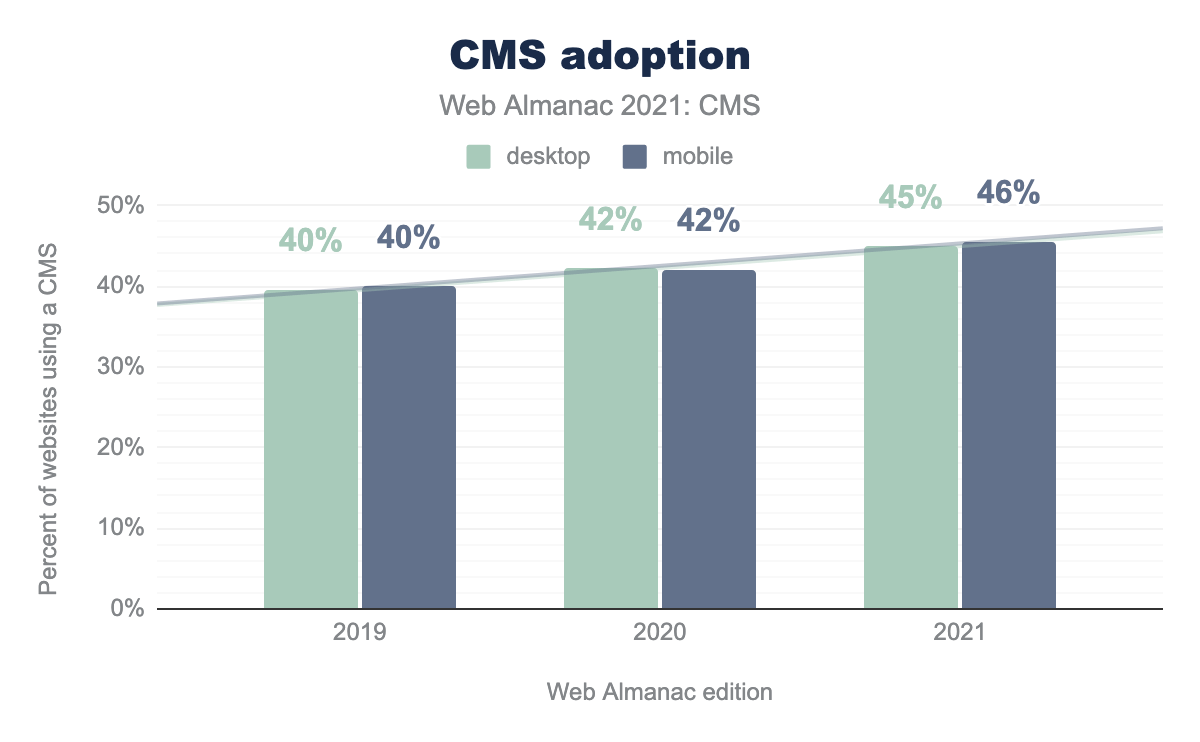 CMS adoption
Web Almanac 2021: CMS
desktop
mobile
Percent of websites using a CMS
50%
40%
30%
20%
10%
0%
40%
40%
42%
42%
45%
46%
2019
2020
2021
Web Almanac edition